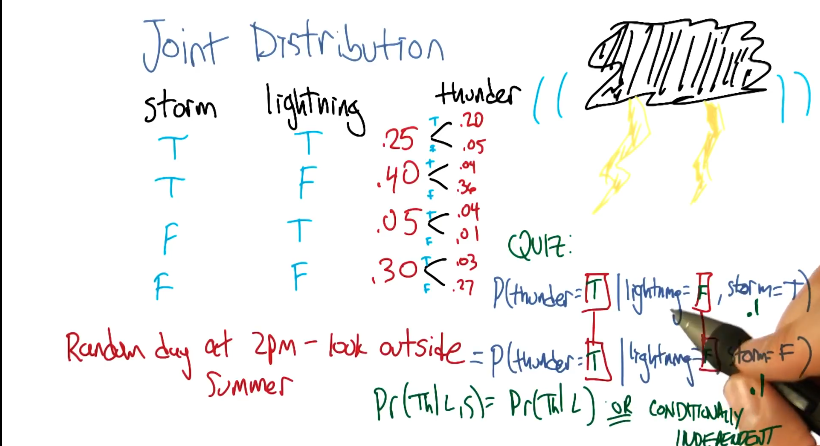 Joint Distribution
storm lightning thunder
T T .25 T .20
F .05
T F .40 T .04
F .36
F T .05 T .04
F .01
F F .30 T .03
F .27
QUIZ:
P(thunder=T|lightning=F, storm=T)
.1
Random day at 2pm - look outside
Summer
=P(thunder=T|lightning=F storm=F)
.1
Pr(Th|L,S)= Pr(Th|L) OR CONDITIONALLY
INDEPENDENT